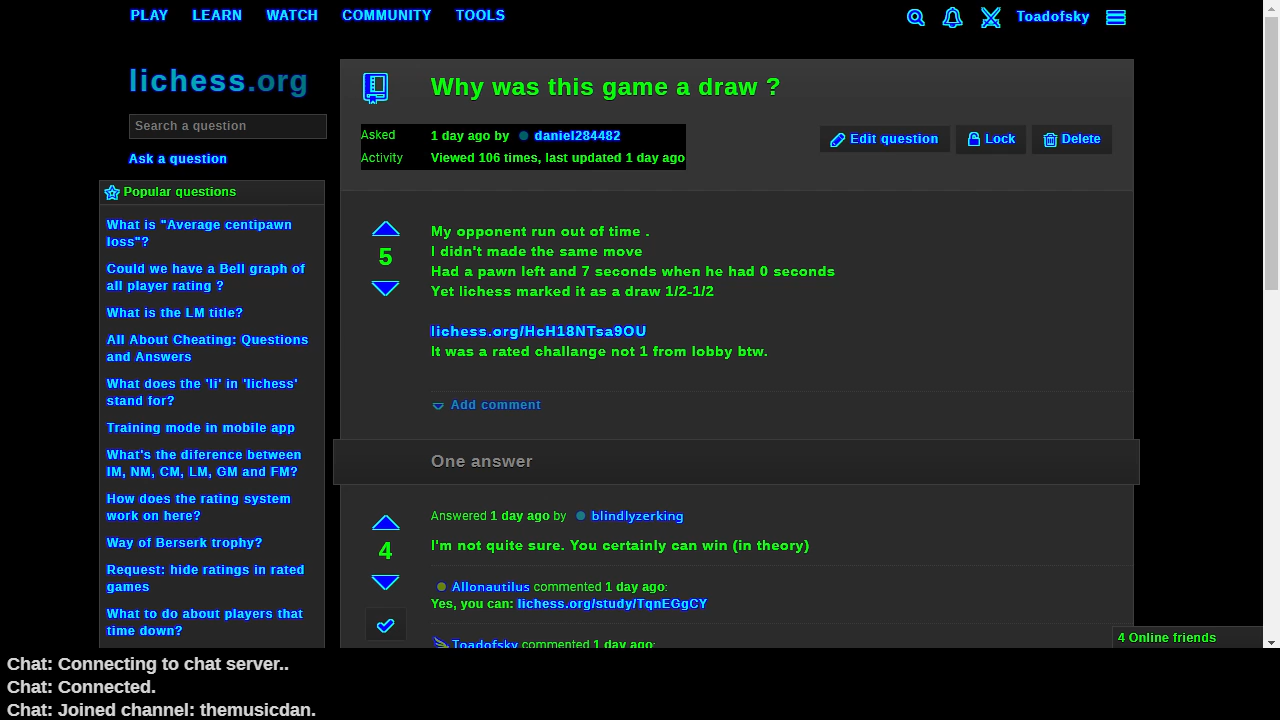 PLAY LEARN WATCH COMMUNITY TOOLS Toadofsky
lichess.org
Search a question
Ask a question
Popular questions
What is "Average centipawn
loss"?
Could we have a Bell graph of
all player rating ?
What is the LM title?
All About Cheating: Questions
and Answers
What does the 'li' in 'lichess'
stand for?
Training mode in mobile app
What's the diference between
IM, NM, CM, LM, GM and FM?
How does the rating system
work on here?
Way of Berserk trophy?
Request: hide ratings in rated
games
What to do about players that
time down?
Why was this game a draw ?
Asked 1 day ago by daniel284482
Activity Viewed 106 times, last updated 1 day ago
Edit question Lock Delete
5
My opponent run out of time .
I didn't made the same move
Had a pawn left and 7 seconds when he had 0 seconds
Yet lichess marked it as a draw 1/2-1/2
lichess.org/HcH18NTsa9OU
It was a rated challange not 1 from lobby btw.
Add comment
One answer
Answered 1 day ago by blindlyzerking
4
I'm not quite sure. You certainly can win (in theory)
Allonautilus commented 1 day ago:
Yes, you can: lichess.org/study/TqnEGgCY
Toadofsky commented 1 day ago:
4 Online friends
Chat: Connecting to chat server..
Chat: Connected.
Chat: Joined channel: themusicdan.